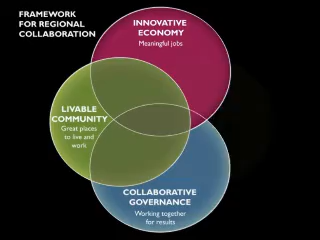 FRAMEWORK
FOR REGIONAL
COLLABORATION
INNOVATIVE
ECONOMY
Meaningful jobs
LIVABLE
COMMUNITY
Great places
to live and
work
COLLABORATIVE
GOVERNANCE
Working together
for results